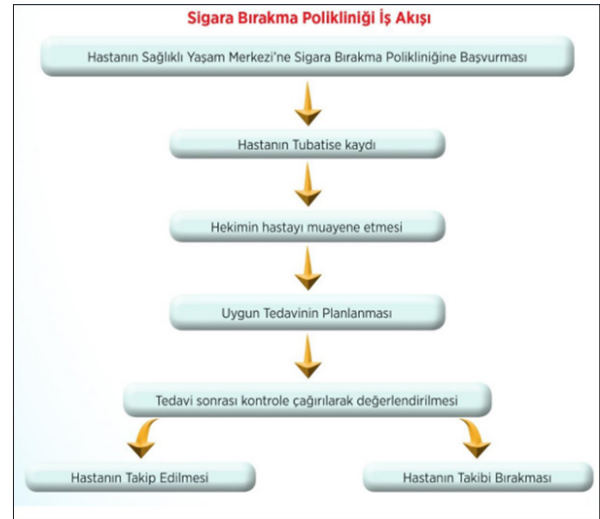 Sigara Bırakma Polikliniği İş Akışı
Hastanın Sağlıklı Yaşam Merkezi'ne Sigara Bırakma Polikliniğine Başvurması
Hastanın Tubatise kaydı
Hekimin hastayı muayene etmesi
Uygun Tedavinin Planlanması
Tedavi sonrası kontrole çağırılarak değerlendirilmesi
Hastanın Takip Edilmesi
Hastanın Takibi Bırakması